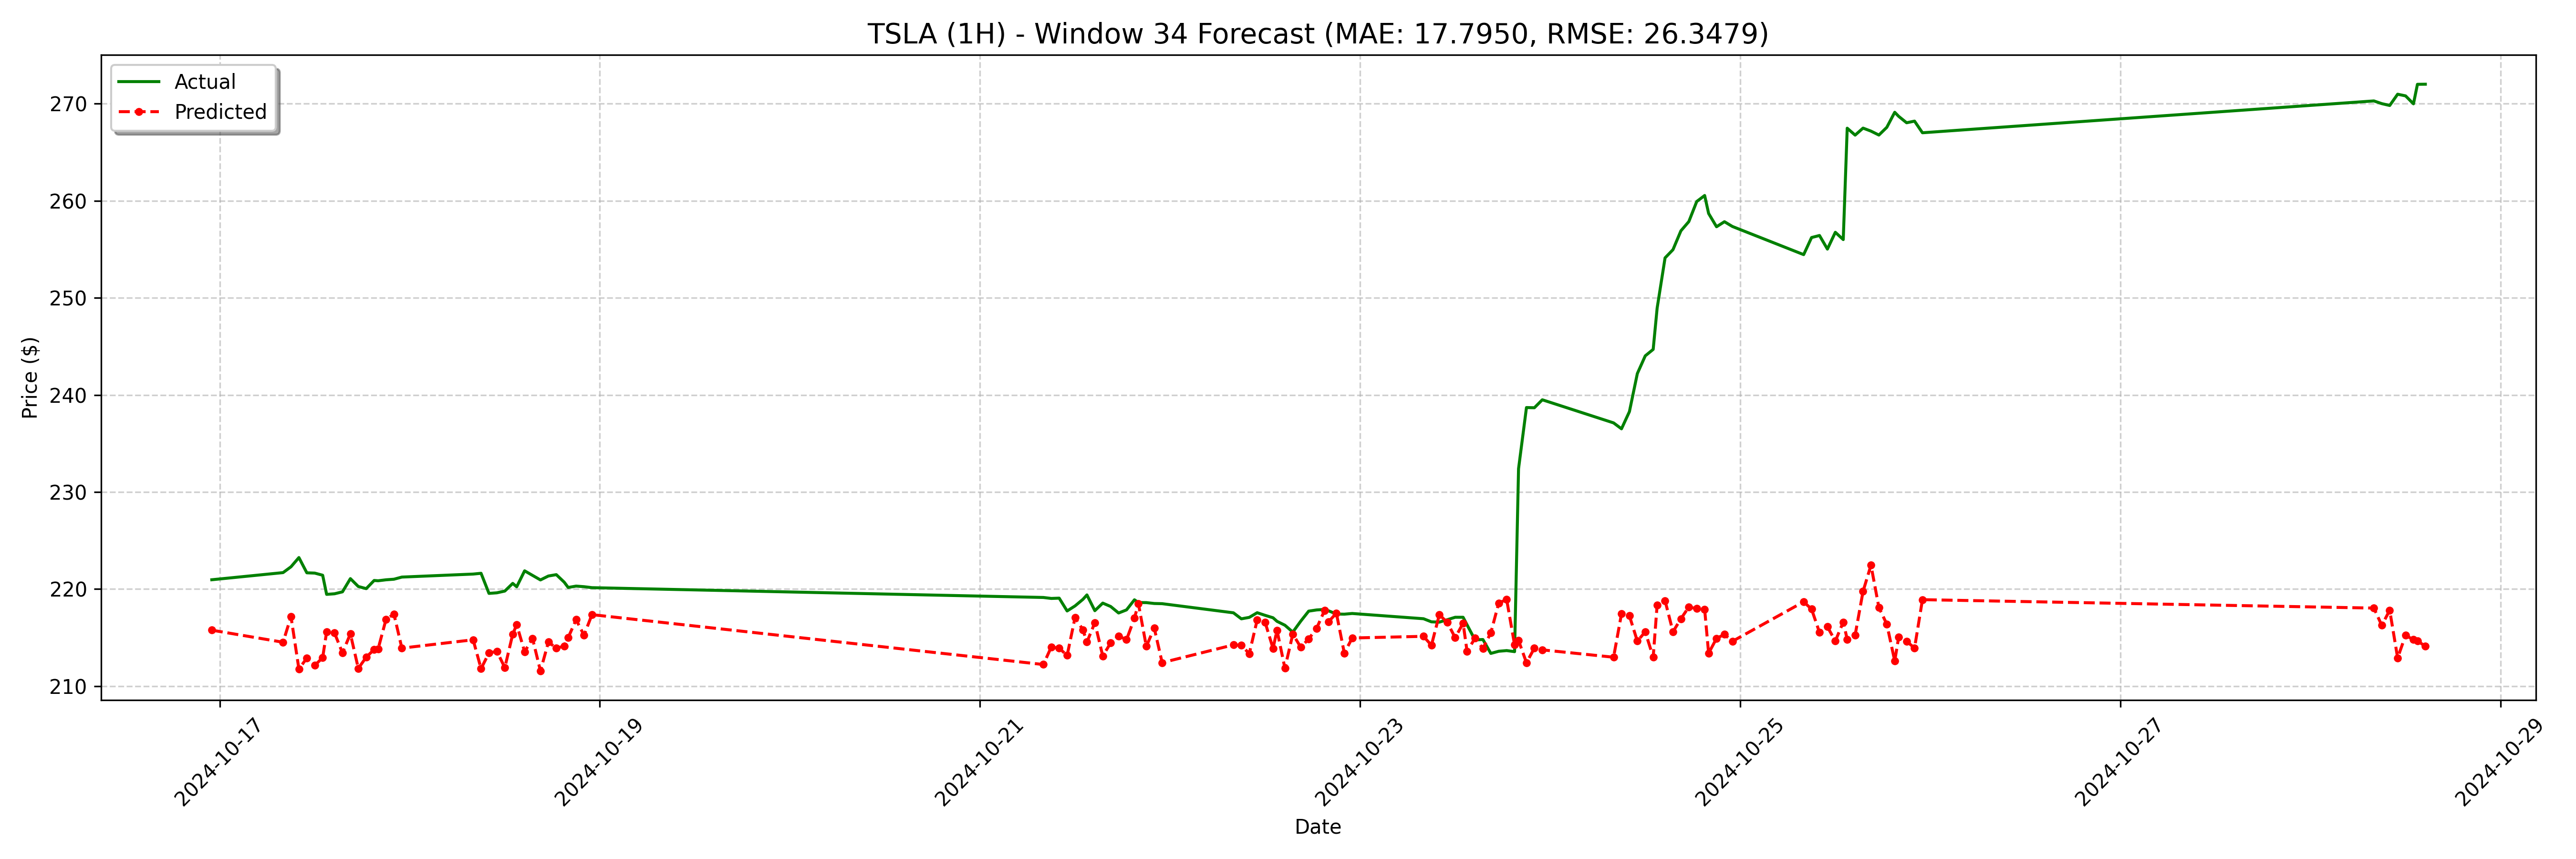 TSLA (1H) - Window 34 Forecast (MAE: 17.7950, RMSE: 26.3479)
Actual
Predicted
Price ($)
270
260
250
240
230
220
210
2024-10-17
2024-10-19
2024-10-21
2024-10-23
2024-10-25
2024-10-27
2024-10-29
Date